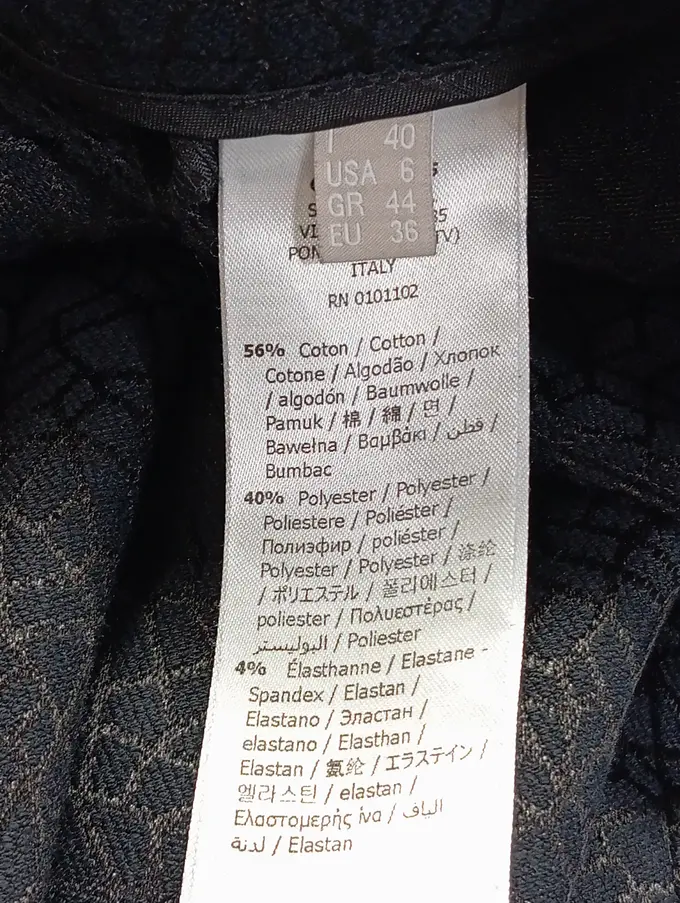 I 40
USA 6
GR 44
EU 36
ITALY
RN 0101102
56% Coton / Cotton /
Cotone / Algodão / Хлопок
/ algodón / Baumwolle /
Pamuk / 棉 / 綿 / 면 /
Bawełna / Βαμβάκι / قطن /
Bumbac
40% Polyester / Polyester /
Poliestere / Poliéster /
Полиэфир / poliéster /
Polyester / Polyester / 涤纶
/ ポリエステル / 폴리에스터 /
poliester / Πολυεστέρας /
البوليستر / Poliester
4% Élasthanne / Elastane -
Spandex / Elastan /
Elastano / Эластан /
elastano / Elasthan /
Elastan / 氨纶 / エラステイン /
엘라스틴 / elastan /
Ελαστομερής ίνα / الياف
لدنة / Elastan